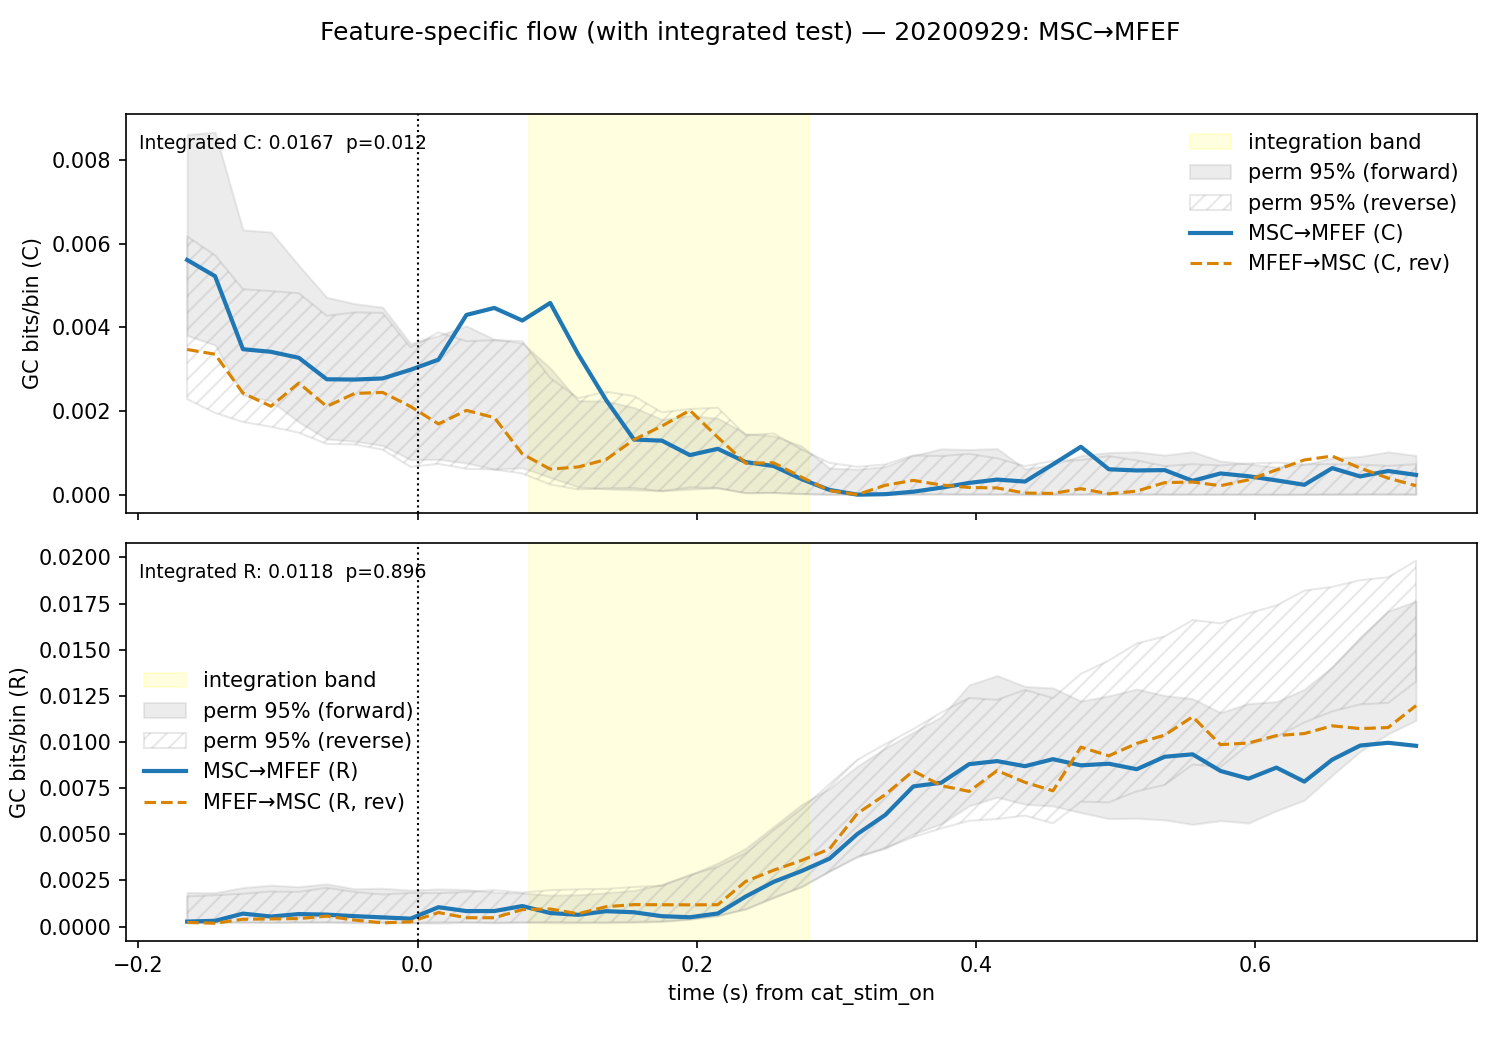 Feature-specific flow (with integrated test) — 20200929: MSC→MFEF
Integrated C: 0.0167  p=0.012
integration band
perm 95% (forward)
perm 95% (reverse)
MSC→MFEF (C)
MFEF→MSC (C, rev)
GC bits/bin (C)
0.008
0.006
0.004
0.002
0.000
Integrated R: 0.0118  p=0.896
integration band
perm 95% (forward)
perm 95% (reverse)
MSC→MFEF (R)
MFEF→MSC (R, rev)
GC bits/bin (R)
0.0200
0.0175
0.0150
0.0125
0.0100
0.0075
0.0050
0.0025
0.0000
−0.2 0.0 0.2 0.4 0.6
time (s) from cat_stim_on